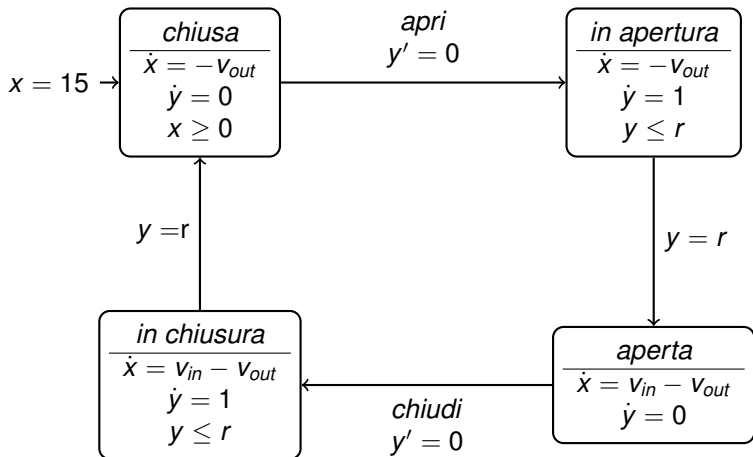 x = 15
chiusa
ẋ = −v_out
ẏ = 0
x ≥ 0
apri
y′ = 0
in apertura
ẋ = −v_out
ẏ = 1
y ≤ r
y =r
y = r
in chiusura
ẋ = v_in − v_out
ẏ = 1
y ≤ r
chiudi
y′ = 0
aperta
ẋ = v_in − v_out
ẏ = 0